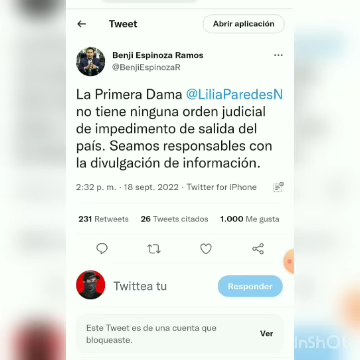 Tweet
Abrir aplicación
Benji Espinoza Ramos
@BenjiEspinozaR
La Primera Dama @LiliaParedesN
no tiene ninguna orden judicial
de impedimento de salida del
país. Seamos responsables con
la divulgación de información.
2:32 p. m. · 18 sept. 2022 · Twitter for iPhone
231 Retweets 26 Tweets citados 1.000 Me gusta
Twittea tu
Responder
Este Tweet es de una cuenta que
bloqueaste.
Ver
InShO